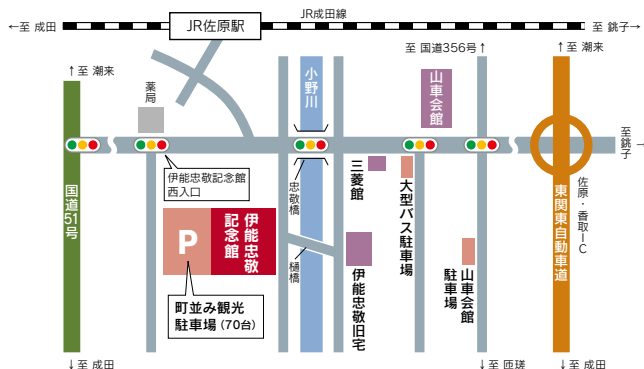 JR成田線
←至 成田
JR佐原駅
至 銚子→
↑至 潮来
至 国道356号↑
↑至 潮来
薬局
小野川
山車会館
至銚子→
伊能忠敬記念館
西入口
忠敬橋
三菱館
大型バス駐車場
佐原・香取IC
国道51号
P
伊能忠敬
記念館
東関東自動車道
樋橋
伊能忠敬旧宅
山車会館
駐車場
町並み観光
駐車場(70台)
↓至 成田
↓至 匝瑳
↓至 成田